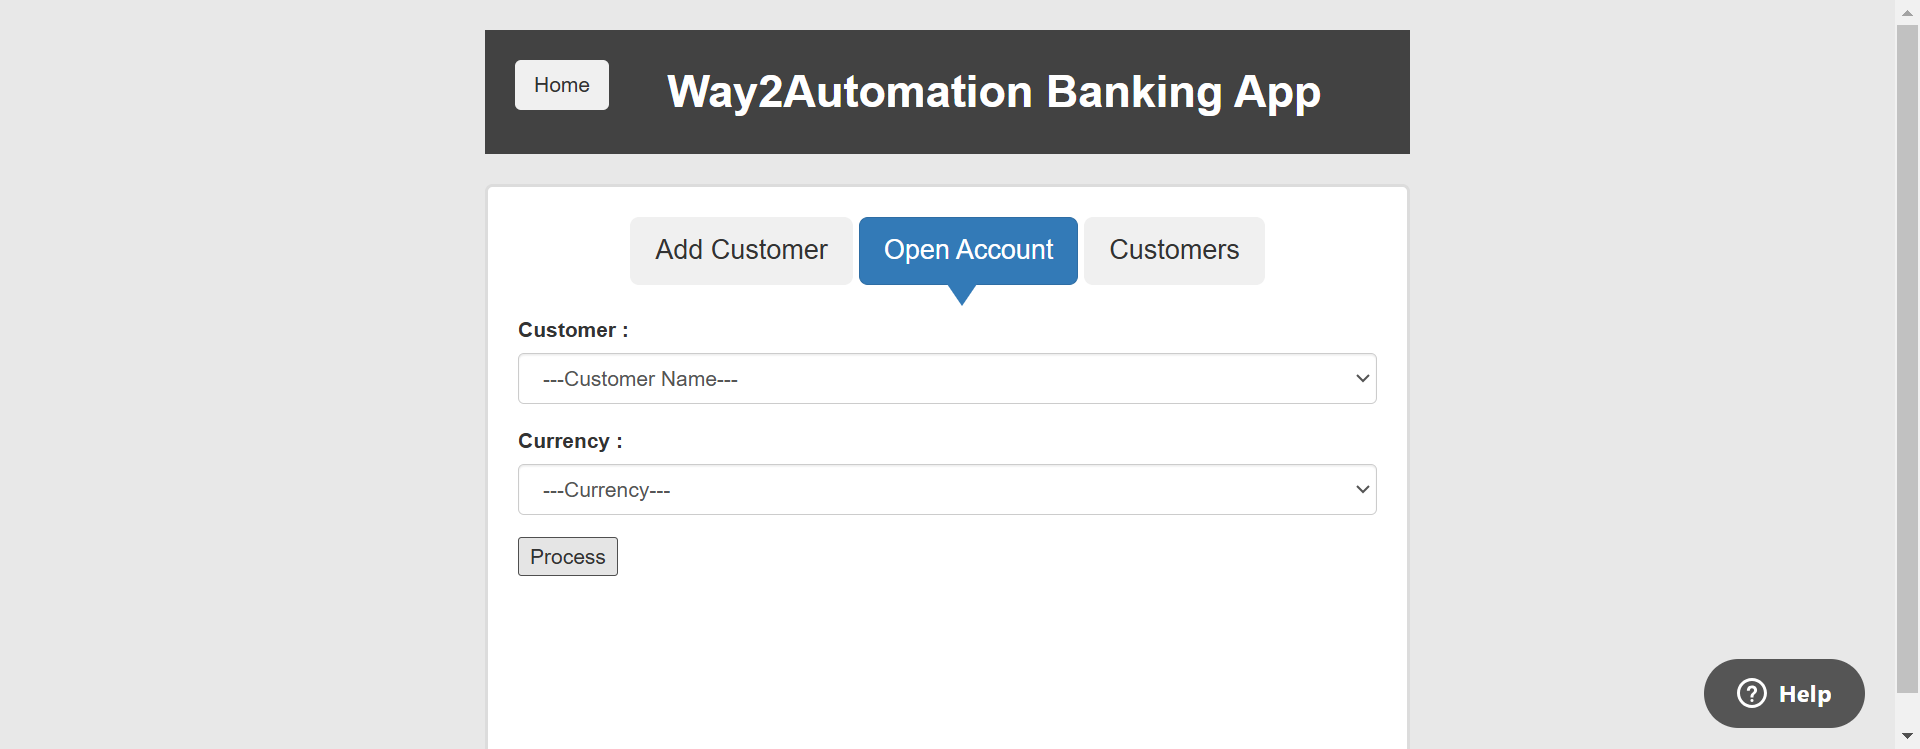 Home
Way2Automation Banking App
Add Customer
Open Account
Customers
Customer :
---Customer Name---
Currency :
---Currency---
Process
Help